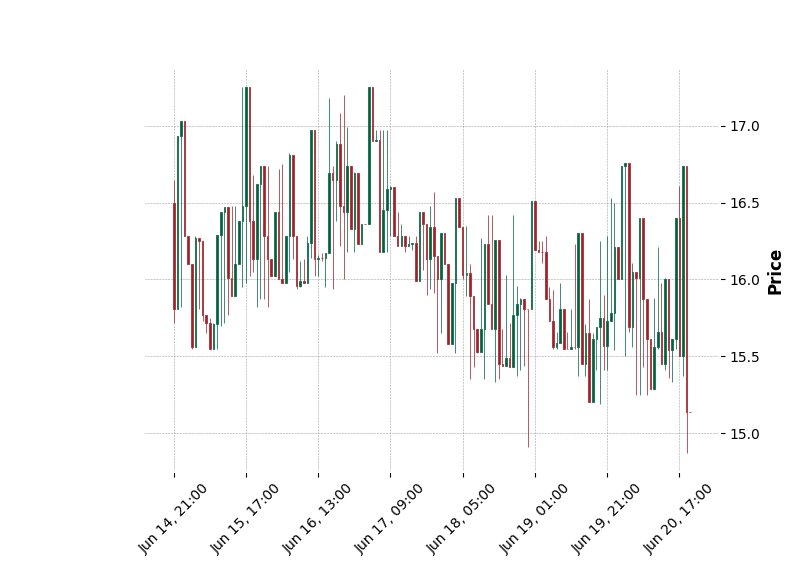 17.0
16.5
16.0
15.5
15.0
Price
Jun 14, 21:00
Jun 15, 17:00
Jun 16, 13:00
Jun 17, 09:00
Jun 18, 05:00
Jun 19, 01:00
Jun 19, 21:00
Jun 20, 17:00